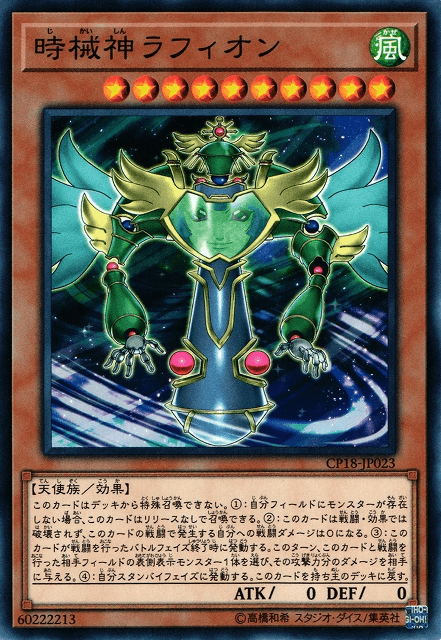 時械神ラフィオン
風
CP18-JP023
【天使族／効果】
このカードはデッキから特殊召喚できない。①：自分フィールドにモンスターが存在
しない場合、このカードはリリースなしで召喚できる。②：このカードは戦闘・効果では
破壊されず、このカードの戦闘で発生する自分への戦闘ダメージは０になる。③：この
カードが戦闘を行ったバトルフェイズ終了時に発動する。このターン、このカードと戦闘を
行った相手フィールドの表側表示モンスター１体を選び、その攻撃力分のダメージを相手
に与える。④：自分スタンバイフェイズに発動する。このカードを持ち主のデッキに戻す。
ATK/ 0 DEF/ 0
60222213
©高橋和希 スタジオ・ダイス/集英社